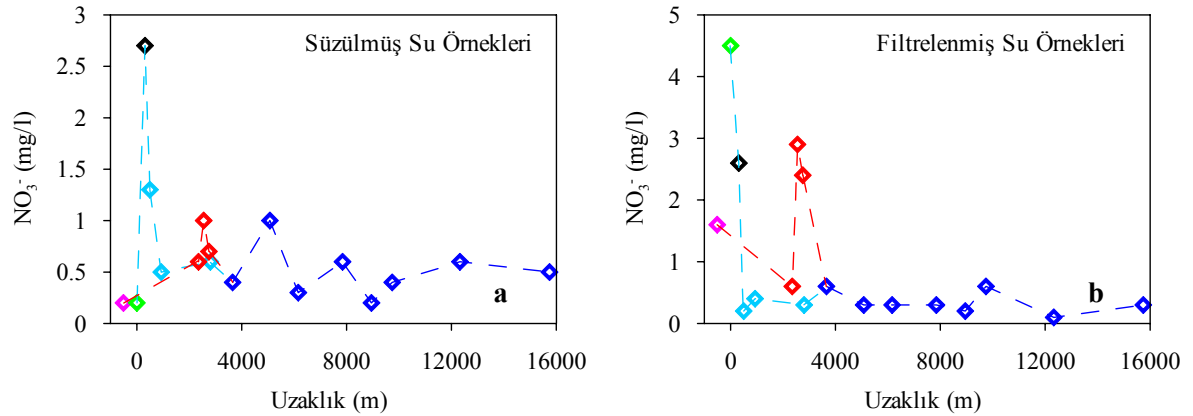 Süzülmüş Su Örnekleri
3
2.5
2
1.5
1
0.5
0
NO₃⁻ (mg/l)
a
0 4000 8000 12000 16000
Uzaklık (m)
Filtrelenmiş Su Örnekleri
5
4
3
2
1
0
NO₃⁻ (mg/l)
b
0 4000 8000 12000 16000
Uzaklık (m)